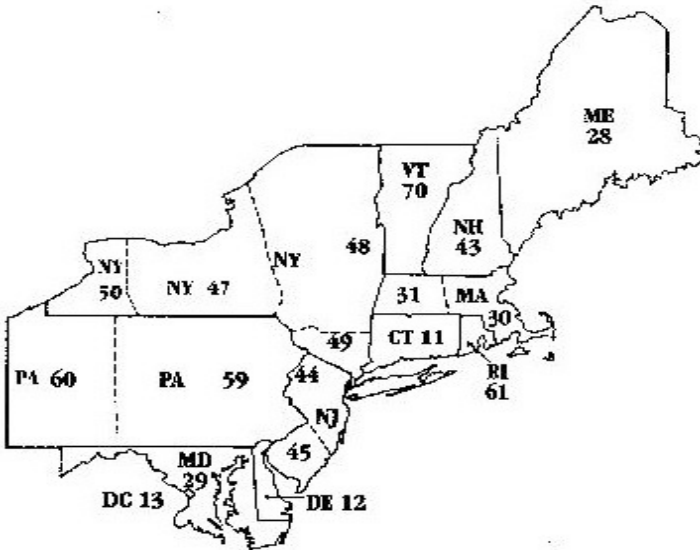 ME
28
VT
70
NH
43
NY 48
NY
50
NY 47
31
MA
30
CT 11
49
RI
61
PA 60
PA 59
44
NJ
45
MD
29
DC 13
DE 12